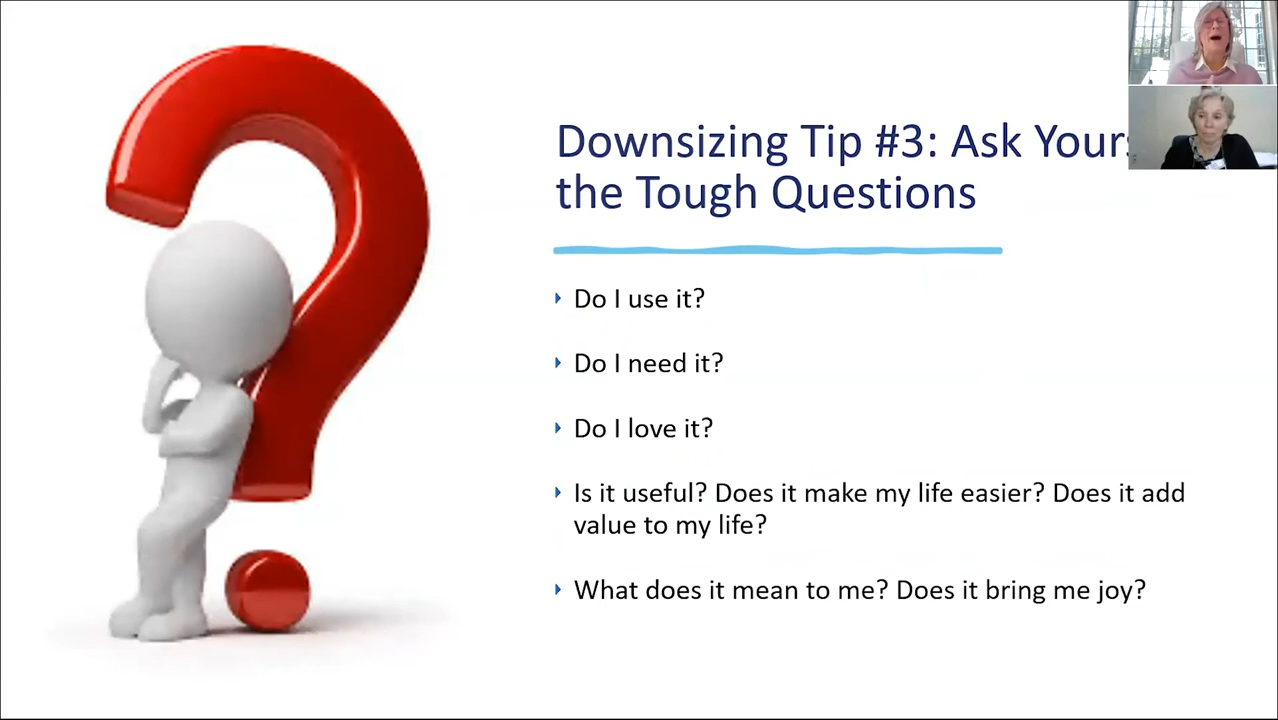 Downsizing Tip #3: Ask
the Tough Questions
Do I use it?
Do I need it?
Do I love it?
Is it useful? Does it make my life easier? Does it add
value to my life?
What does it mean to me? Does it bring me joy?